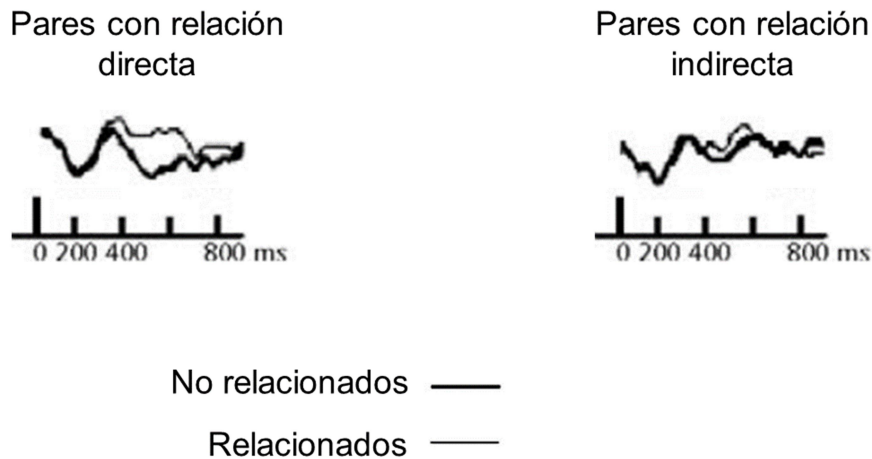 Pares con relación
directa
Pares con relación
indirecta
0 200 400 800 ms
0 200 400 800 ms
No relacionados
Relacionados